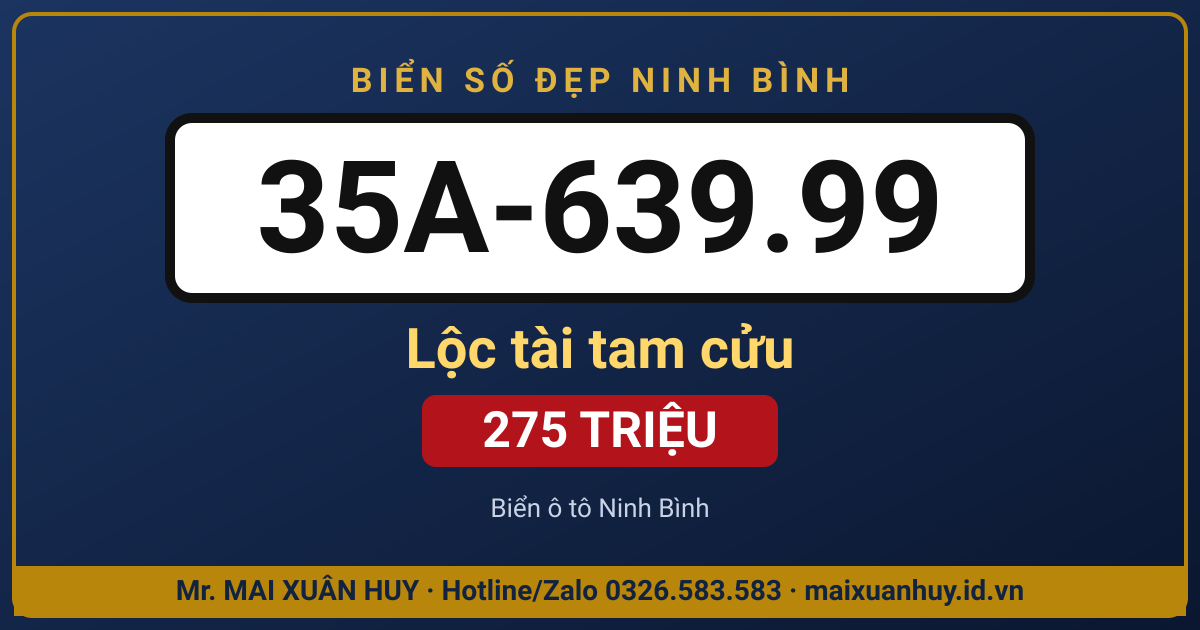 BIỂN SỐ ĐẸP NINH BÌNH
35A-639.99
Lộc tài tam cửu
275 TRIỆU
Biển ô tô Ninh Bình
Mr. MAI XUÂN HUY · Hotline/Zalo 0326.583.583 · maixuanhuy.id.vn